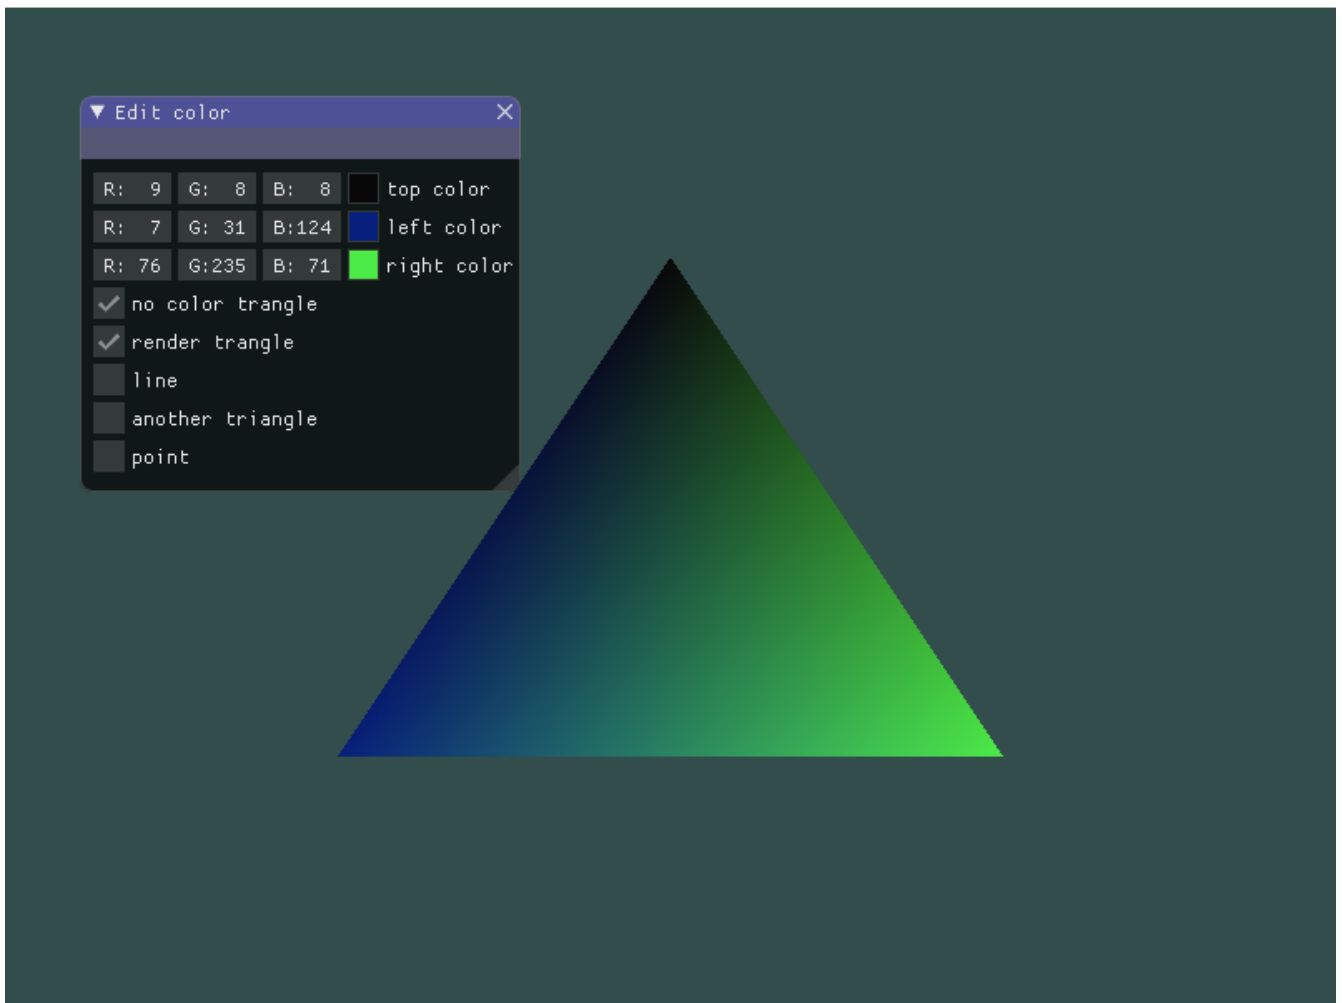 Edit color
R: 9 G: 8 B: 8 top color
R: 7 G: 31 B:124 left color
R: 76 G:235 B: 71 right color
no color trangle
render trangle
line
another triangle
point